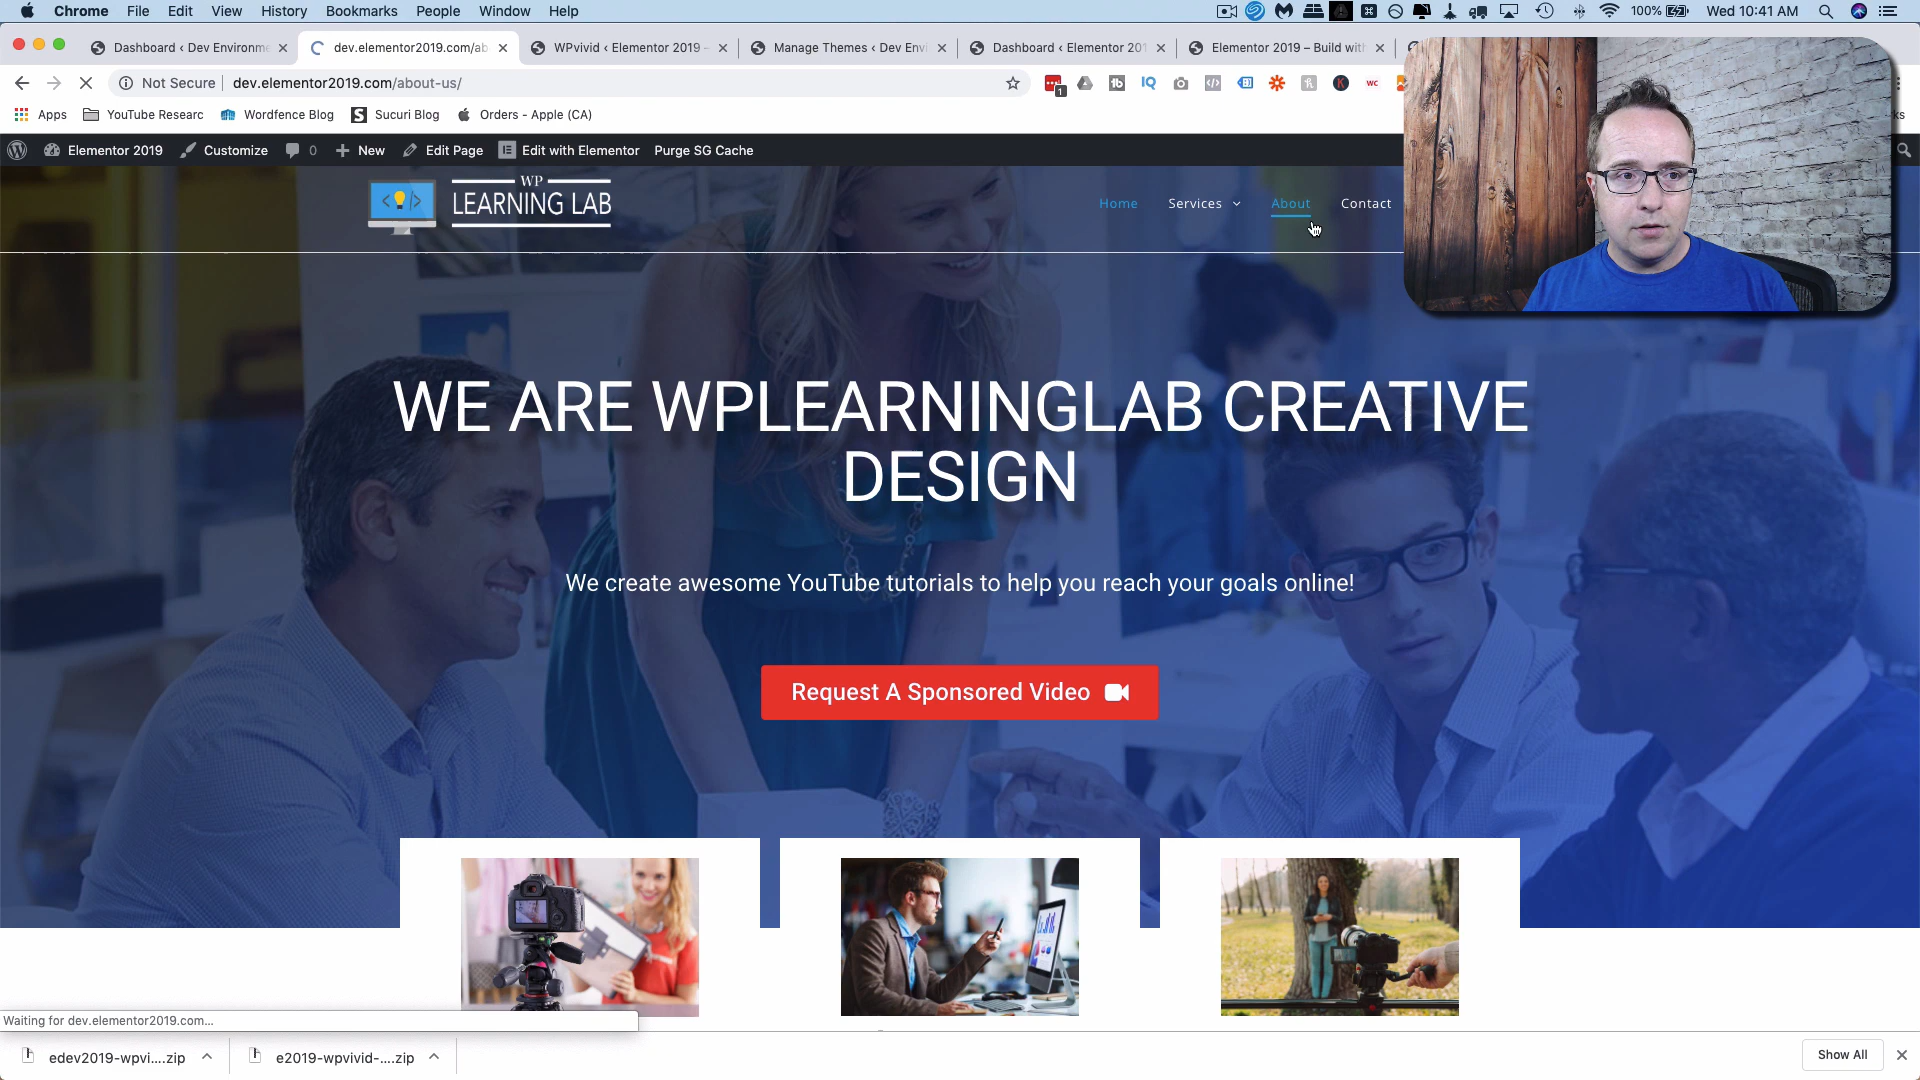 Chrome File Edit View History Bookmarks People Window Help
100% Wed 10:41 AM
Dashboard ‹ Dev Environme
dev.elementor2019.com/ab
WPvivid ‹ Elementor 2019 –
Manage Themes ‹ Dev Envi
Dashboard ‹ Elementor 201
Elementor 2019 – Build with
Not Secure dev.elementor2019.com/about-us/
Apps YouTube Researc Wordfence Blog Sucuri Blog Orders - Apple (CA)
Elementor 2019 Customize 0 New Edit Page Edit with Elementor Purge SG Cache
WP
LEARNING LAB
Home Services About Contact
WE ARE WPLEARNINGLAB CREATIVE
DESIGN
We create awesome YouTube tutorials to help you reach your goals online!
Request A Sponsored Video
Waiting for dev.elementor2019.com...
edev2019-wpvi....zip
e2019-wpvivid-....zip
Show All